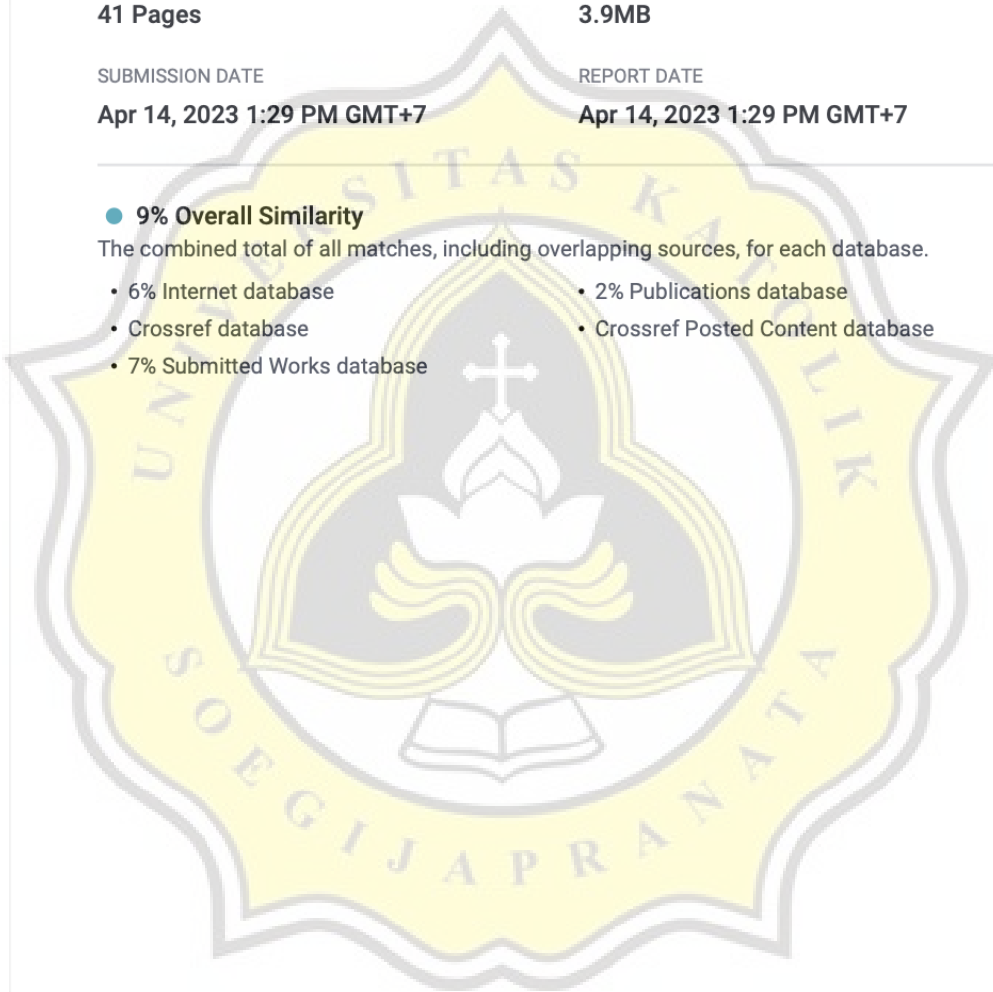 41 Pages
3.9MB
SUBMISSION DATE
REPORT DATE
Apr 14, 2023 1:29 PM GMT+7
Apr 14, 2023 1:29 PM GMT+7
9% Overall Similarity
The combined total of all matches, including overlapping sources, for each database.
• 6% Internet database
• 2% Publications database
• Crossref database
• Crossref Posted Content database
• 7% Submitted Works database
UNIVERSITAS KATOLIK
SOEGIJAPRANATA